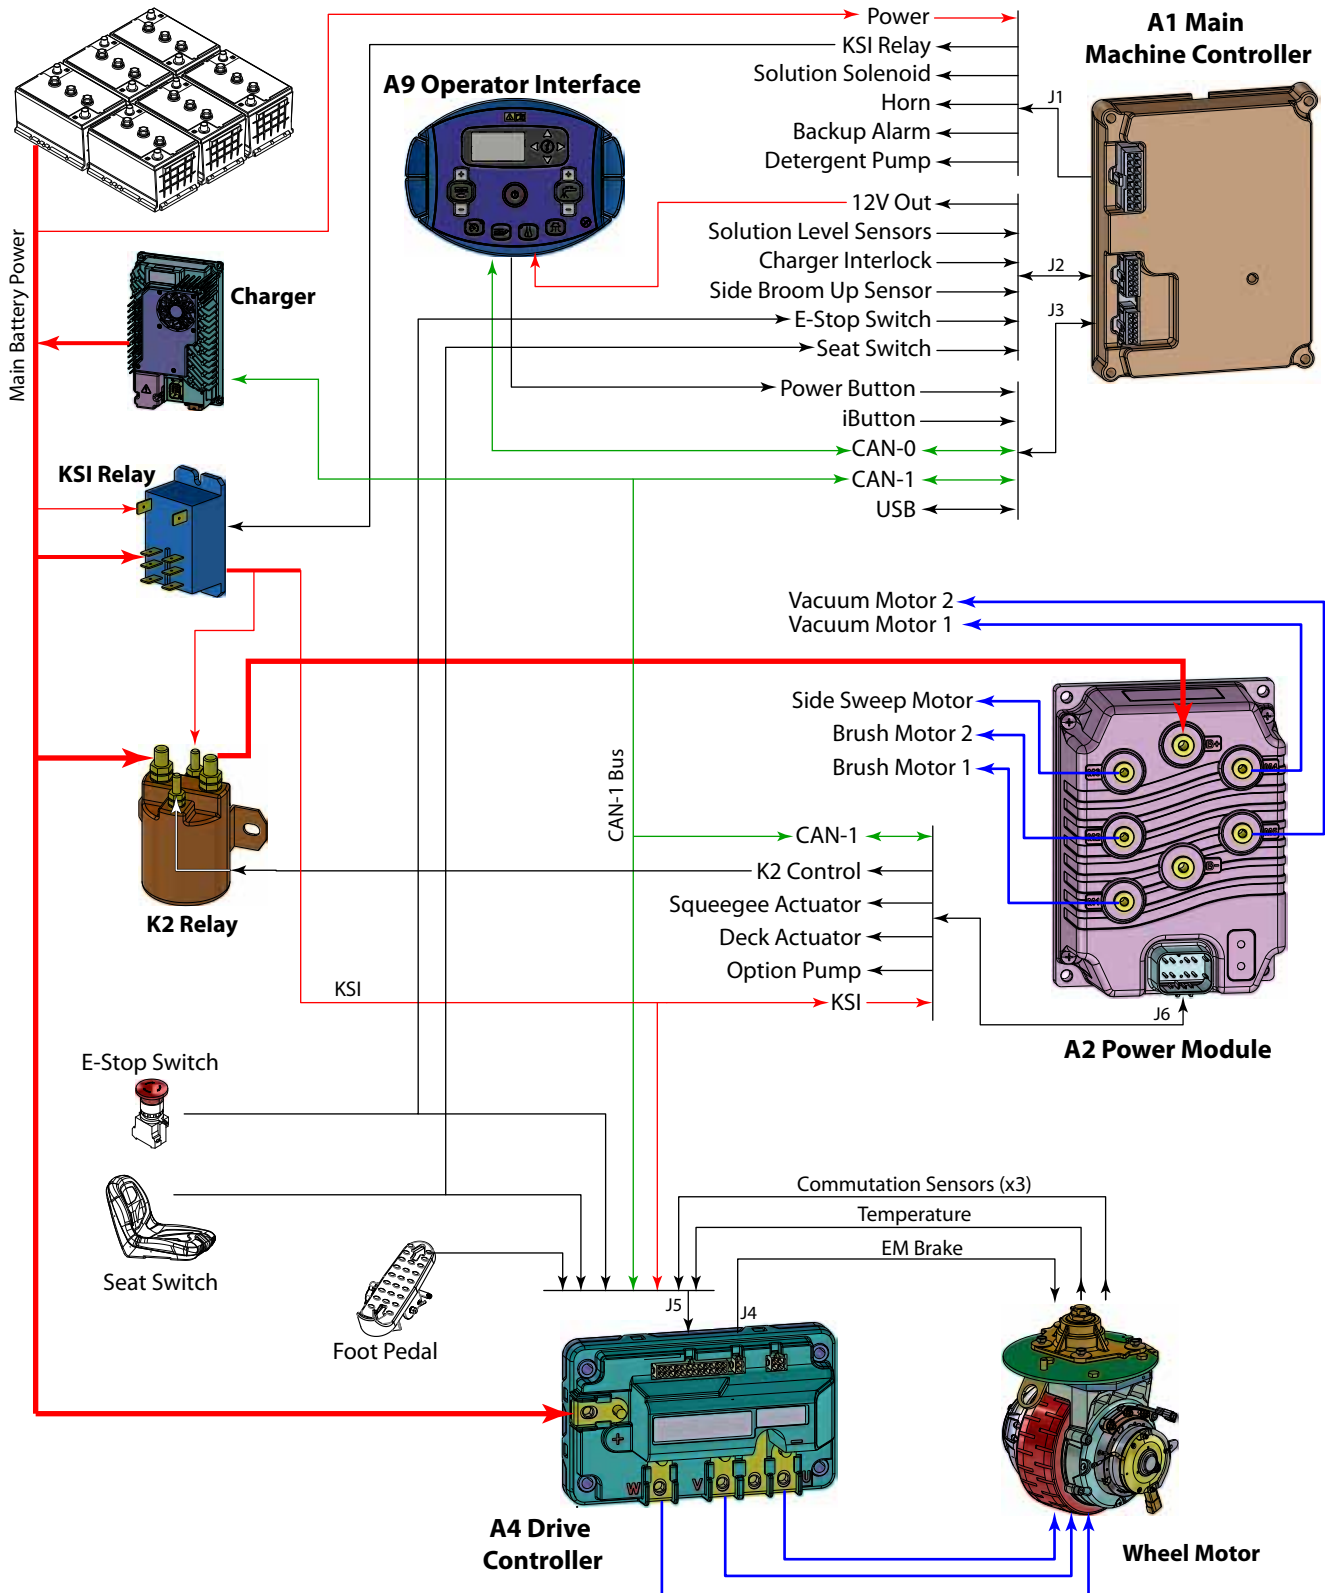 Power
KSI Relay
Solution Solenoid
Horn
Backup Alarm
Detergent Pump
A1 Main
Machine Controller
J1
A9 Operator Interface
12V Out
Solution Level Sensors
Charger Interlock
Side Broom Up Sensor
E-Stop Switch
Seat Switch
J2
J3
Main Battery Power
Charger
Power Button
iButton
CAN-0
CAN-1
USB
KSI Relay
Vacuum Motor 2
Vacuum Motor 1
Side Sweep Motor
Brush Motor 2
Brush Motor 1
B+
B-
CAN-1 Bus
CAN-1
K2 Control
Squeegee Actuator
Deck Actuator
Option Pump
KSI
K2 Relay
KSI
J6
A2 Power Module
E-Stop Switch
Seat Switch
Foot Pedal
Commutation Sensors (x3)
Temperature
EM Brake
J5
J4
+
-
W
V
U
A4 Drive
Controller
Wheel Motor